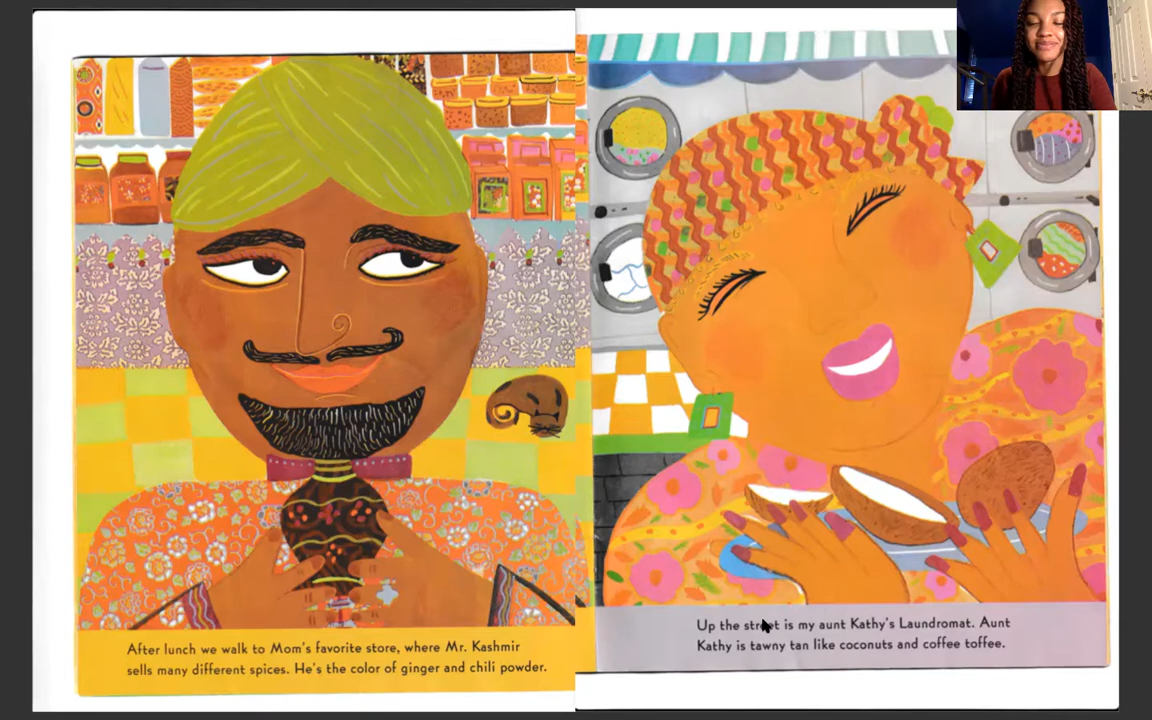 After lunch we walk to Mom's favorite store, where Mr. Kashmir
sells many different spices. He's the color of ginger and chili powder.
Up the street is my aunt Kathy's Laundromat. Aunt
Kathy is tawny tan like coconuts and coffee toffee.